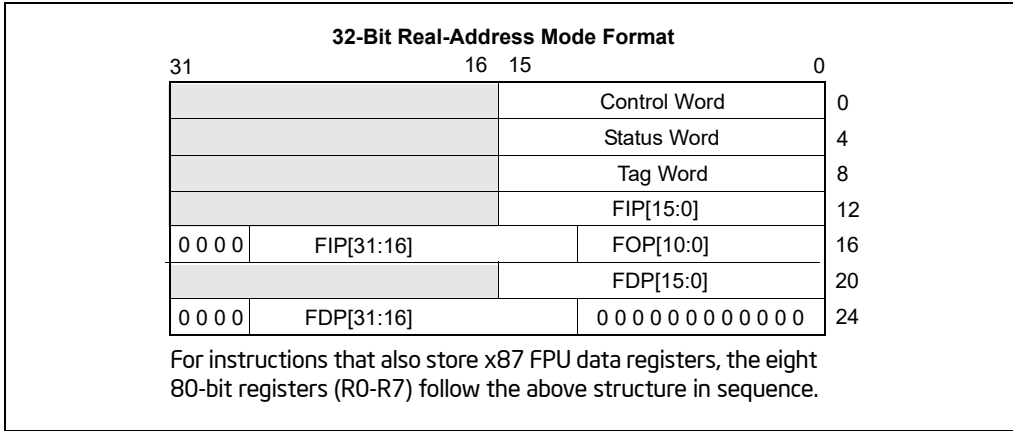 32-Bit Real-Address Mode Format
31 16 15 0
Control Word 0
Status Word 4
Tag Word 8
FIP[15:0] 12
0 0 0 0 FIP[31:16] FOP[10:0] 16
FDP[15:0] 20
0 0 0 0 FDP[31:16] 0 0 0 0 0 0 0 0 0 0 0 0 24
For instructions that also store x87 FPU data registers, the eight
80-bit registers (R0-R7) follow the above structure in sequence.